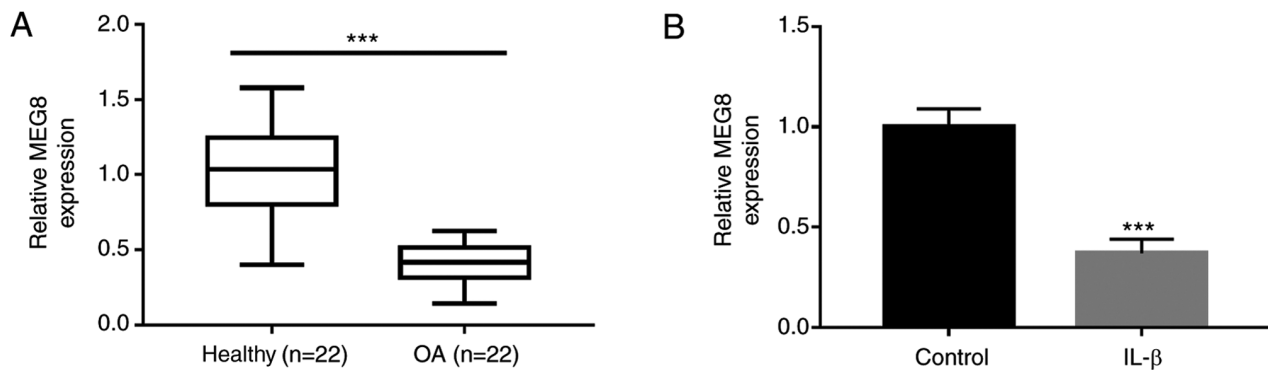 A
Relative MEG8
expression
2.0
1.5
1.0
0.5
0.0
***
Healthy (n=22)
OA (n=22)
B
Relative MEG8
expression
1.5
1.0
0.5
0.0
***
Control
IL-β